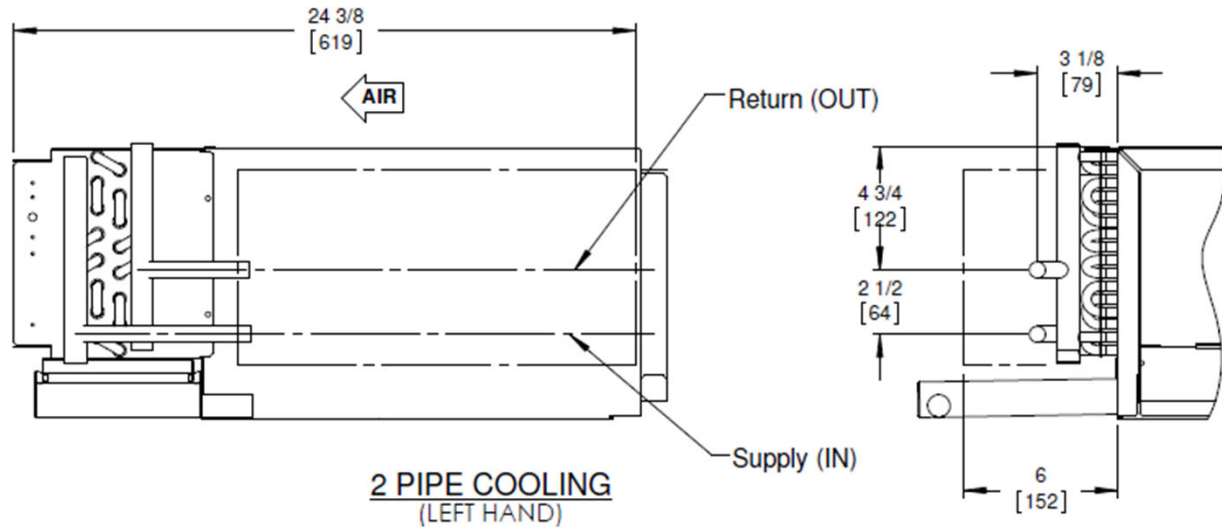 24 3/8
[619]
AIR
Return (OUT)
3 1/8
[79]
4 3/4
[122]
2 1/2
[64]
Supply (IN)
2 PIPE COOLING
(LEFT HAND)
6
[152]